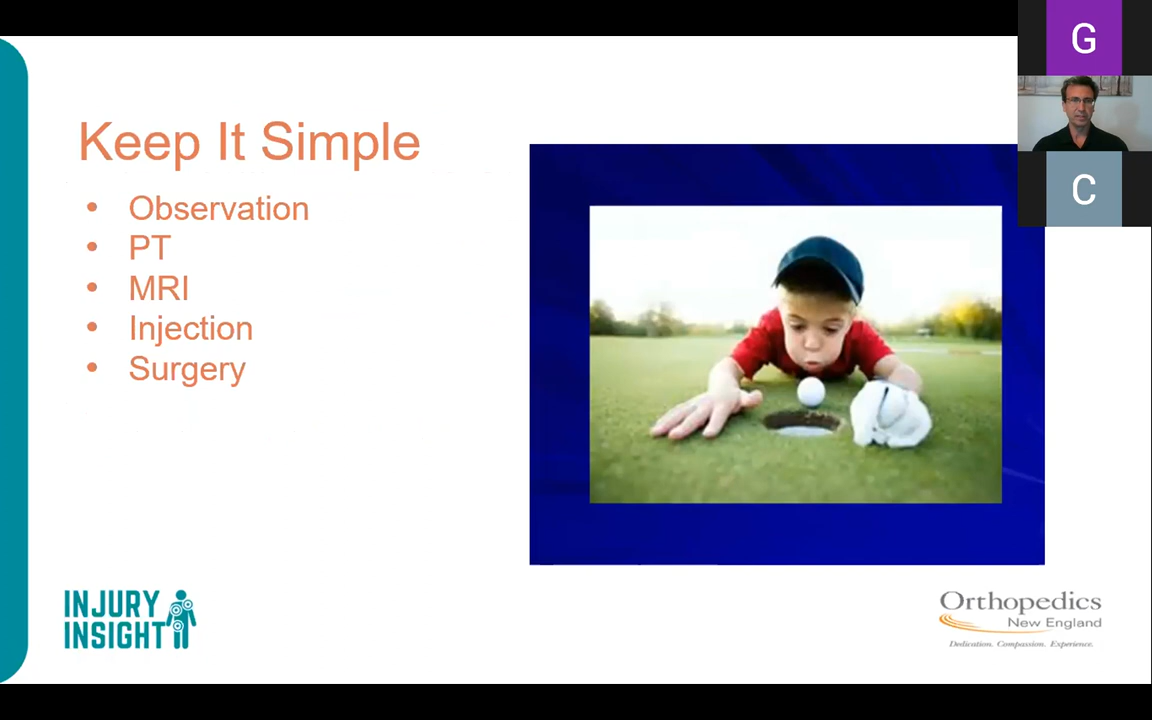 G
Keep It Simple
• Observation
• PT
• MRI
• Injection
• Surgery
C
INJURY
INSIGHT
Orthopedics
New England
Dedication. Compassion. Experience.